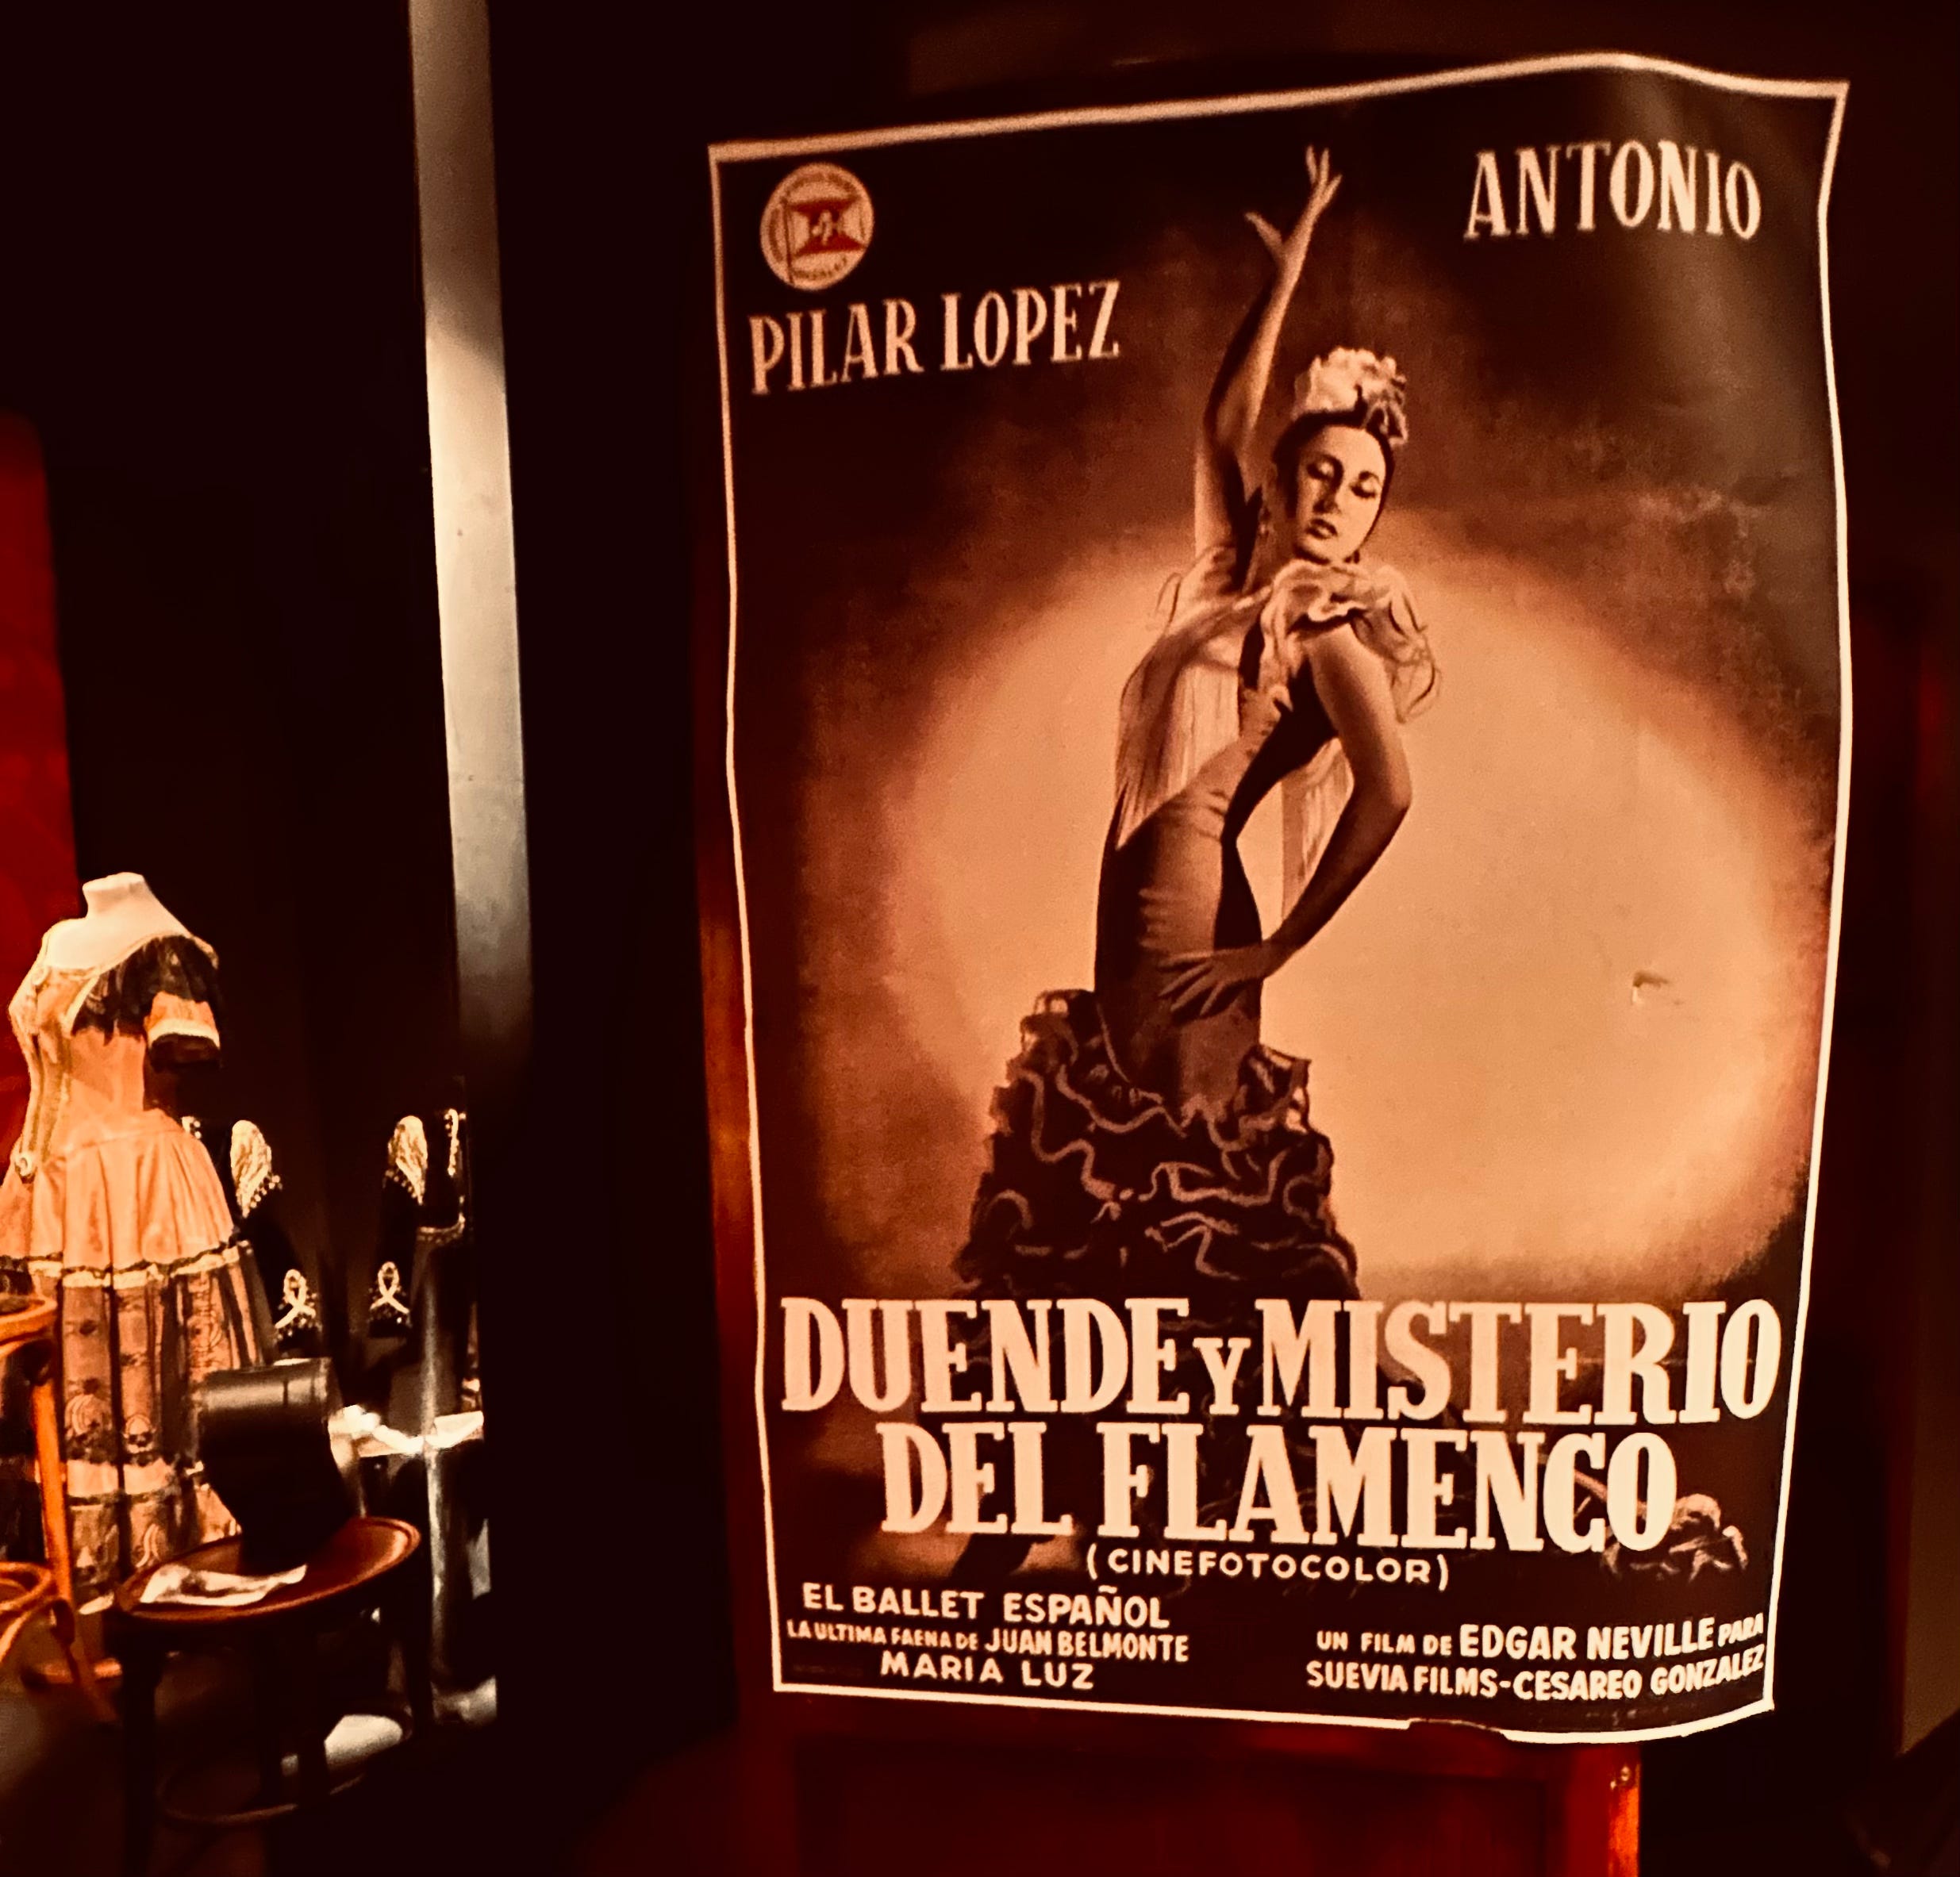 ANTONIO
PILAR LOPEZ
DUENDE Y MISTERIO
DEL FLAMENCO
(CINEFOTOCOLOR)
EL BALLET ESPAÑOL
LA ULTIMA FAENA DE JUAN BELMONTE
MARIA LUZ
UN FILM DE EDGAR NEVILLE PARA
SUEVIA FILMS-CESAREO GONZALEZ